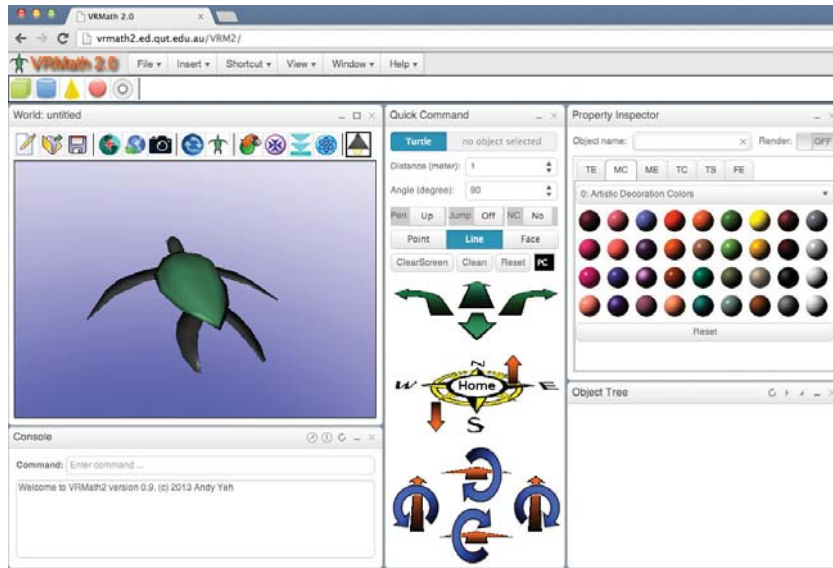 VRMath 2.0
vrmath2.ed.qut.edu.au/VRM2/
VRMath 2.0 File Insert Shortcut View Window Help
World: untitled
Quick Command
Turtle no object selected
Distance (meter): 1
Angle (degree): 90
Pen Up Jump Off NC No
Point Line Face
ClearScreen Clean Reset PC
N
W Home E
S
Property Inspector
Object name: Render: OFF
TE MC ME TC TS FE
0: Artistic Decoration Colors
Reset
Object Tree
Console
Command: Enter command ...
Welcome to VRMath2 version 0.9, (c) 2013 Andy Yeh